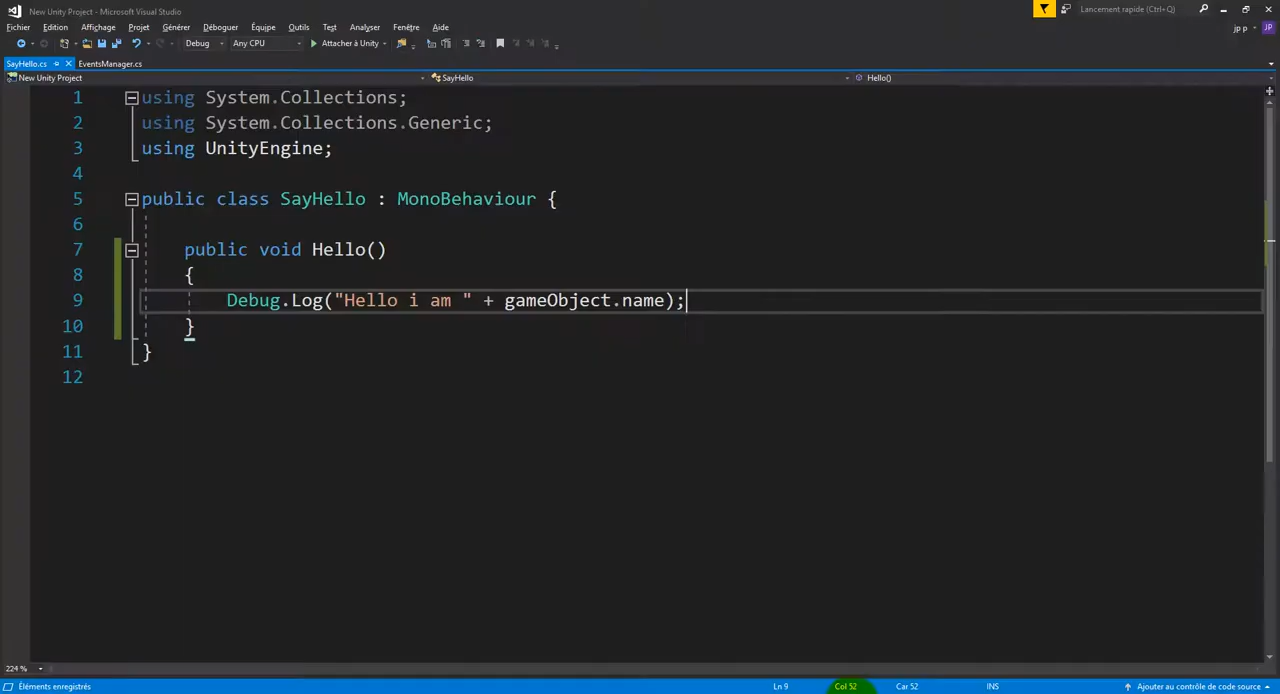 New Unity Project - Microsoft Visual Studio
Lancement rapide (Ctrl+Q)
Fichier Edition Affichage Projet Générer Déboguer Équipe Outils Test Analyser Fenêtre Aide
jp p JP
Debug Any CPU Attacher à Unity
SayHello.cs EventsManager.cs
New Unity Project SayHello Hello()
1 using System.Collections;
2 using System.Collections.Generic;
3 using UnityEngine;
4
5 public class SayHello : MonoBehaviour {
6
7 public void Hello()
8 {
9 Debug.Log("Hello i am " + gameObject.name);
10 }
11 }
12
224 %
Éléments enregistrés Ln 9 Col 52 Car 52 INS Ajouter au contrôle de code source